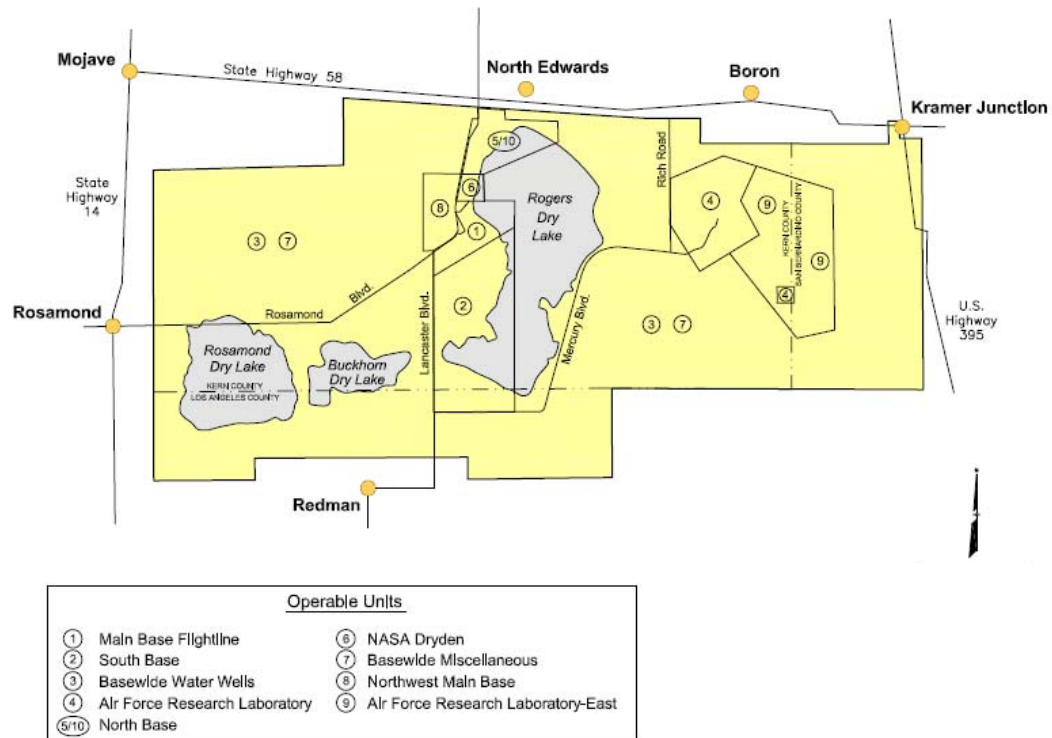 Mojave
State Highway 58
North Edwards
Boron
Kramer Junction
5/10
Rich Road
State
Highway
14
6
8
Rogers
Dry
Lake
4
9
1
KERN COUNTY
SAN BERNARDINO COUNTY
3 7
9
Rosamond
Rosamond Blvd.
Lancaster Blvd.
2
Mercury Blvd.
3 7
4
U.S.
Highway
395
Rosamond
Dry Lake
Buckhorn
Dry Lake
KERN COUNTY
LOS ANGELES COUNTY
Redman
Operable Units
1 Main Base Flightline
2 South Base
3 Basewide Water Wells
4 Air Force Research Laboratory
5/10 North Base
6 NASA Dryden
7 Basewide Miscellaneous
8 Northwest Main Base
9 Air Force Research Laboratory-East